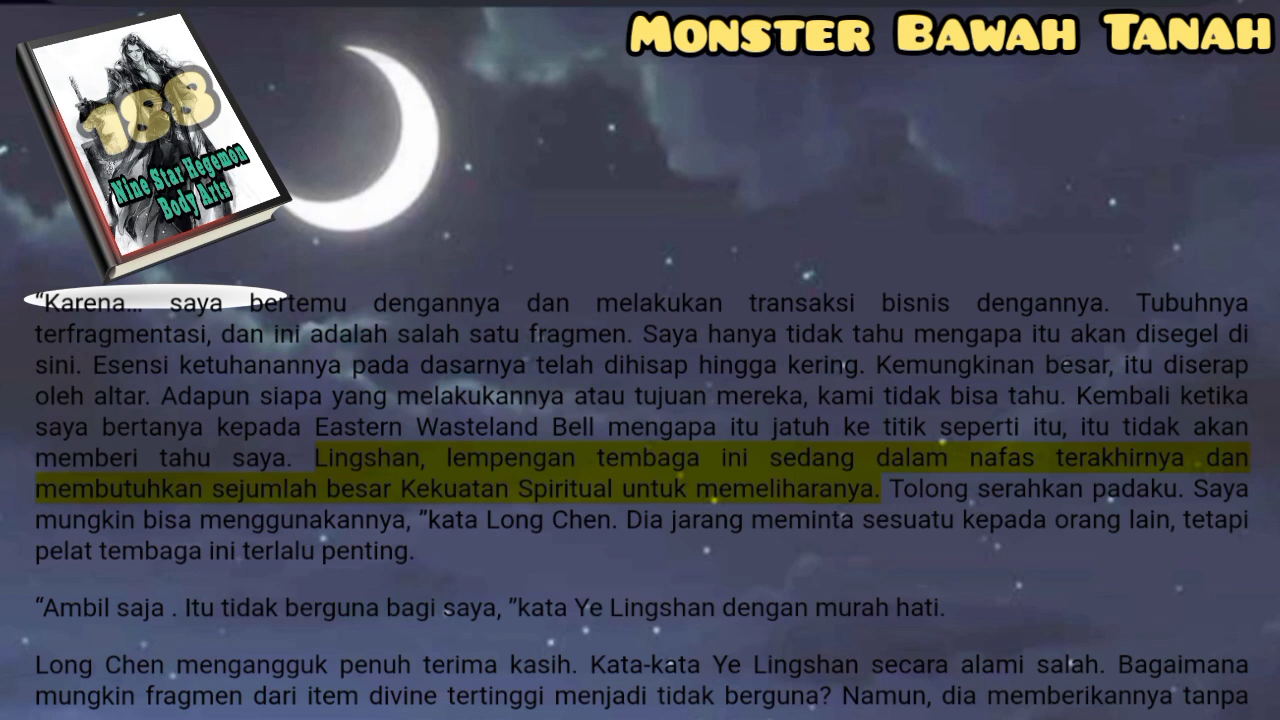 MONSTER BAWAH TANAH
188
Nine Star Hegemon
Body Arts
“Karena… saya bertemu dengannya dan melakukan transaksi bisnis dengannya. Tubuhnya
terfragmentasi, dan ini adalah salah satu fragmen. Saya hanya tidak tahu mengapa itu akan disegel di
sini. Esensi ketuhanannya pada dasarnya telah dihisap hingga kering. Kemungkinan besar, itu diserap
oleh altar. Adapun siapa yang melakukannya atau tujuan mereka, kami tidak bisa tahu. Kembali ketika
saya bertanya kepada Eastern Wasteland Bell mengapa itu jatuh ke titik seperti itu, itu tidak akan
memberi tahu saya. Lingshan, lempengan tembaga ini sedang dalam nafas terakhirnya dan
membutuhkan sejumlah besar Kekuatan Spiritual untuk memeliharanya. Tolong serahkan padaku. Saya
mungkin bisa menggunakannya, ”kata Long Chen. Dia jarang meminta sesuatu kepada orang lain, tetapi
pelat tembaga ini terlalu penting.
“Ambil saja . Itu tidak berguna bagi saya, ”kata Ye Lingshan dengan murah hati.
Long Chen mengangguk penuh terima kasih. Kata-kata Ye Lingshan secara alami salah. Bagaimana
mungkin fragmen dari item divine tertinggi menjadi tidak berguna? Namun, dia memberikannya tanpa